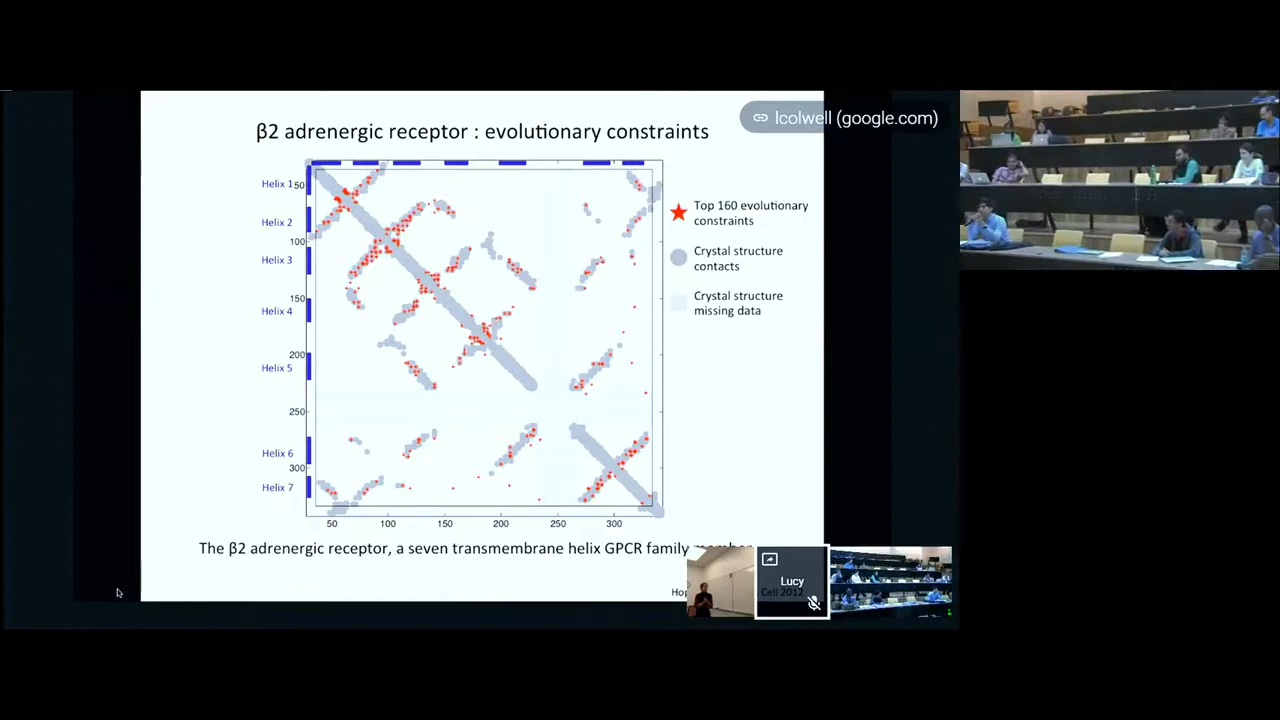 lcolwell (google.com)
β2 adrenergic receptor : evolutionary constraints
Helix 1
Helix 2
Helix 3
Helix 4
Helix 5
Helix 6
Helix 7
50
100
150
200
250
300
50
100
150
200
250
300
Top 160 evolutionary
constraints
Crystal structure
contacts
Crystal structure
missing data
The β2 adrenergic receptor, a seven transmembrane helix GPCR family
Lucy
Cell 2012